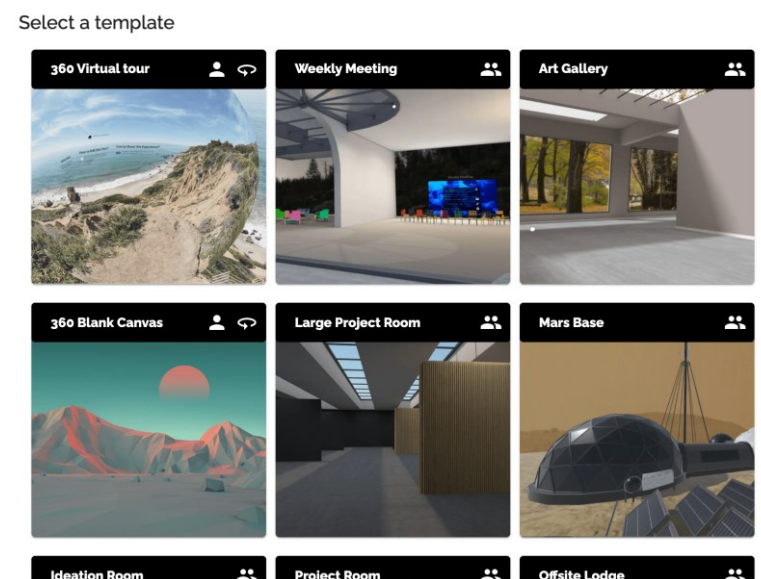 Select a template
360 Virtual tour
Weekly Meeting
Art Gallery
360 Blank Canvas
Large Project Room
Mars Base
Ideation Room
Project Room
Offsite Lodge